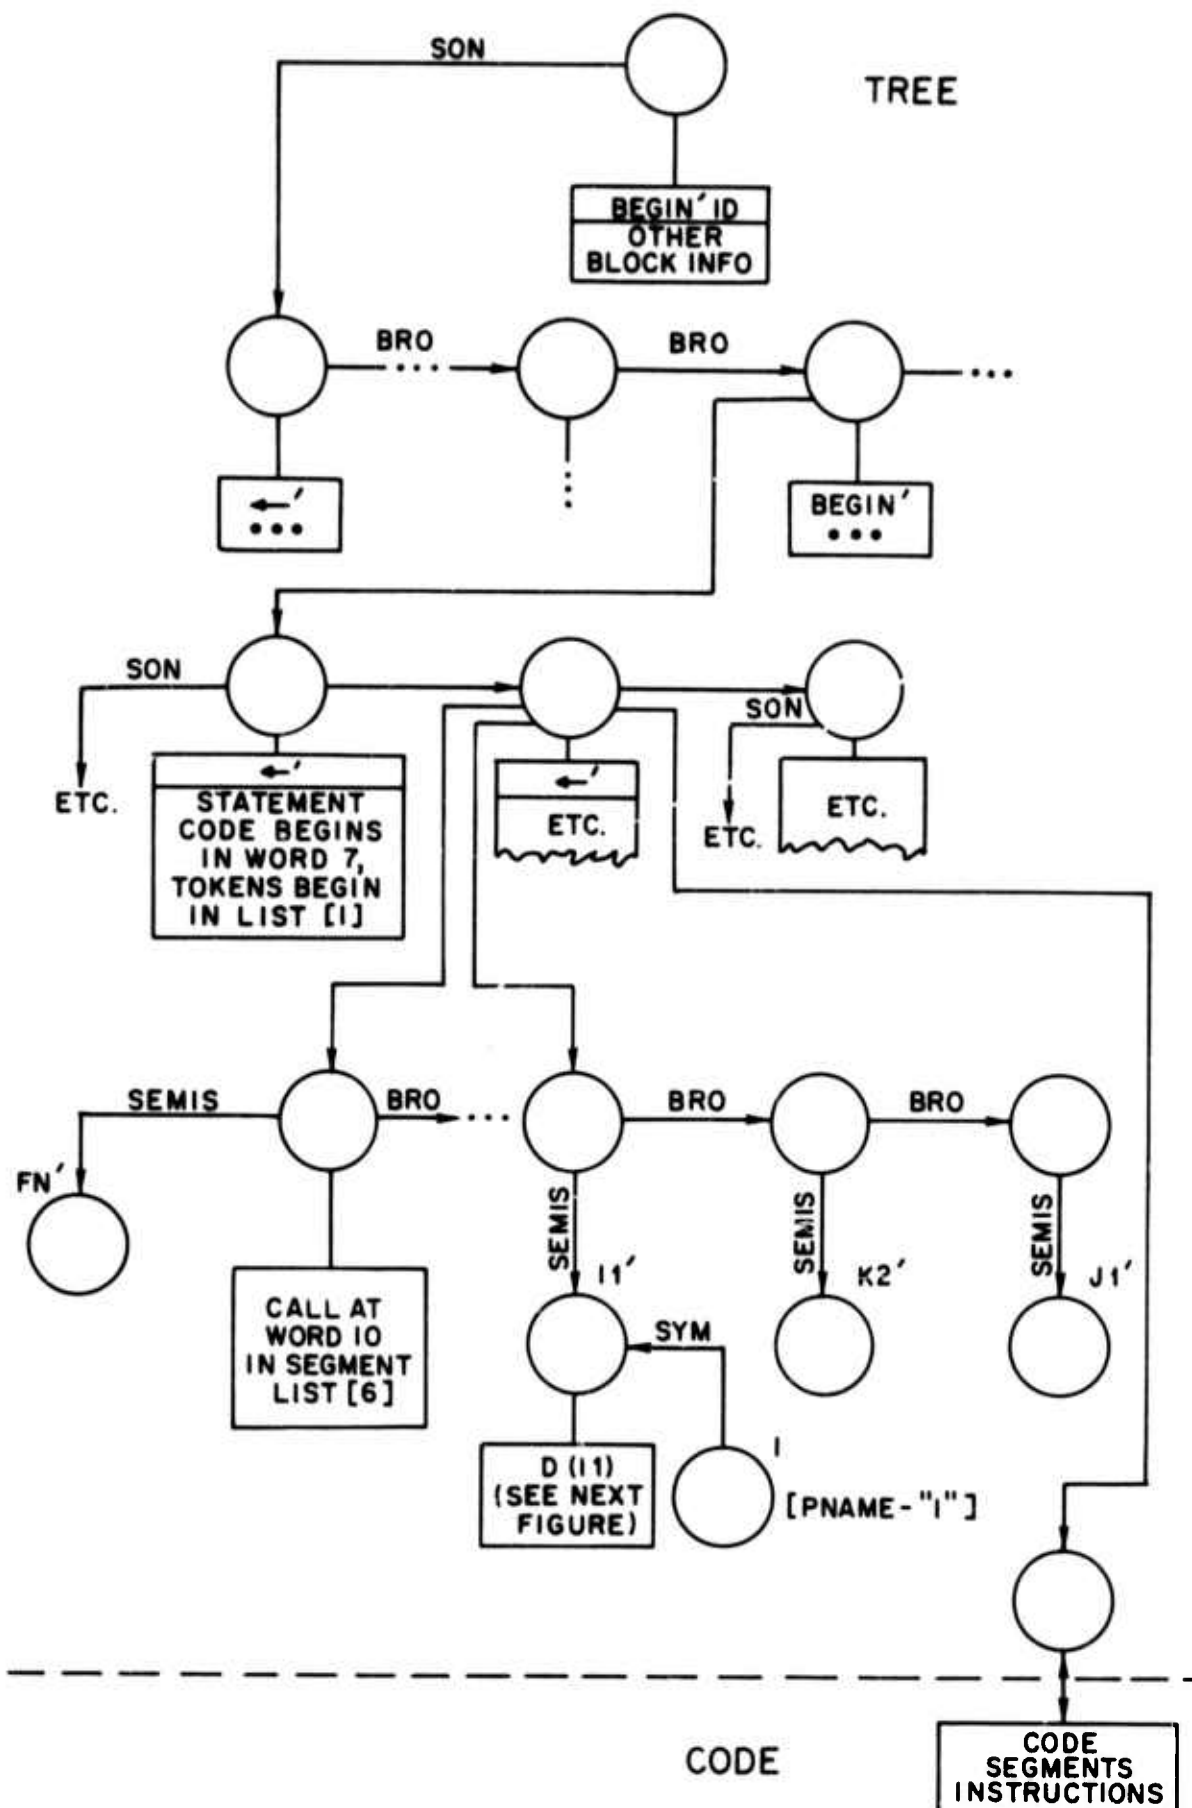 SON
TREE
BEGIN' ID
OTHER
BLOCK INFO
BRO
BRO
...
...
←'
...
BEGIN'
...
SON
SON
ETC.
←'
STATEMENT
CODE BEGINS
IN WORD 7,
TOKENS BEGIN
IN LIST [1]
←'
ETC.
ETC.
ETC.
SEMIS
BRO
...
BRO
BRO
FN'
SEMIS
SEMIS
SEMIS
I1'
K2'
J1'
CALL AT
WORD 10
IN SEGMENT
LIST [6]
SYM
D (I1)
(SEE NEXT
FIGURE)
I
[PNAME-"I"]
CODE
CODE
SEGMENTS
INSTRUCTIONS